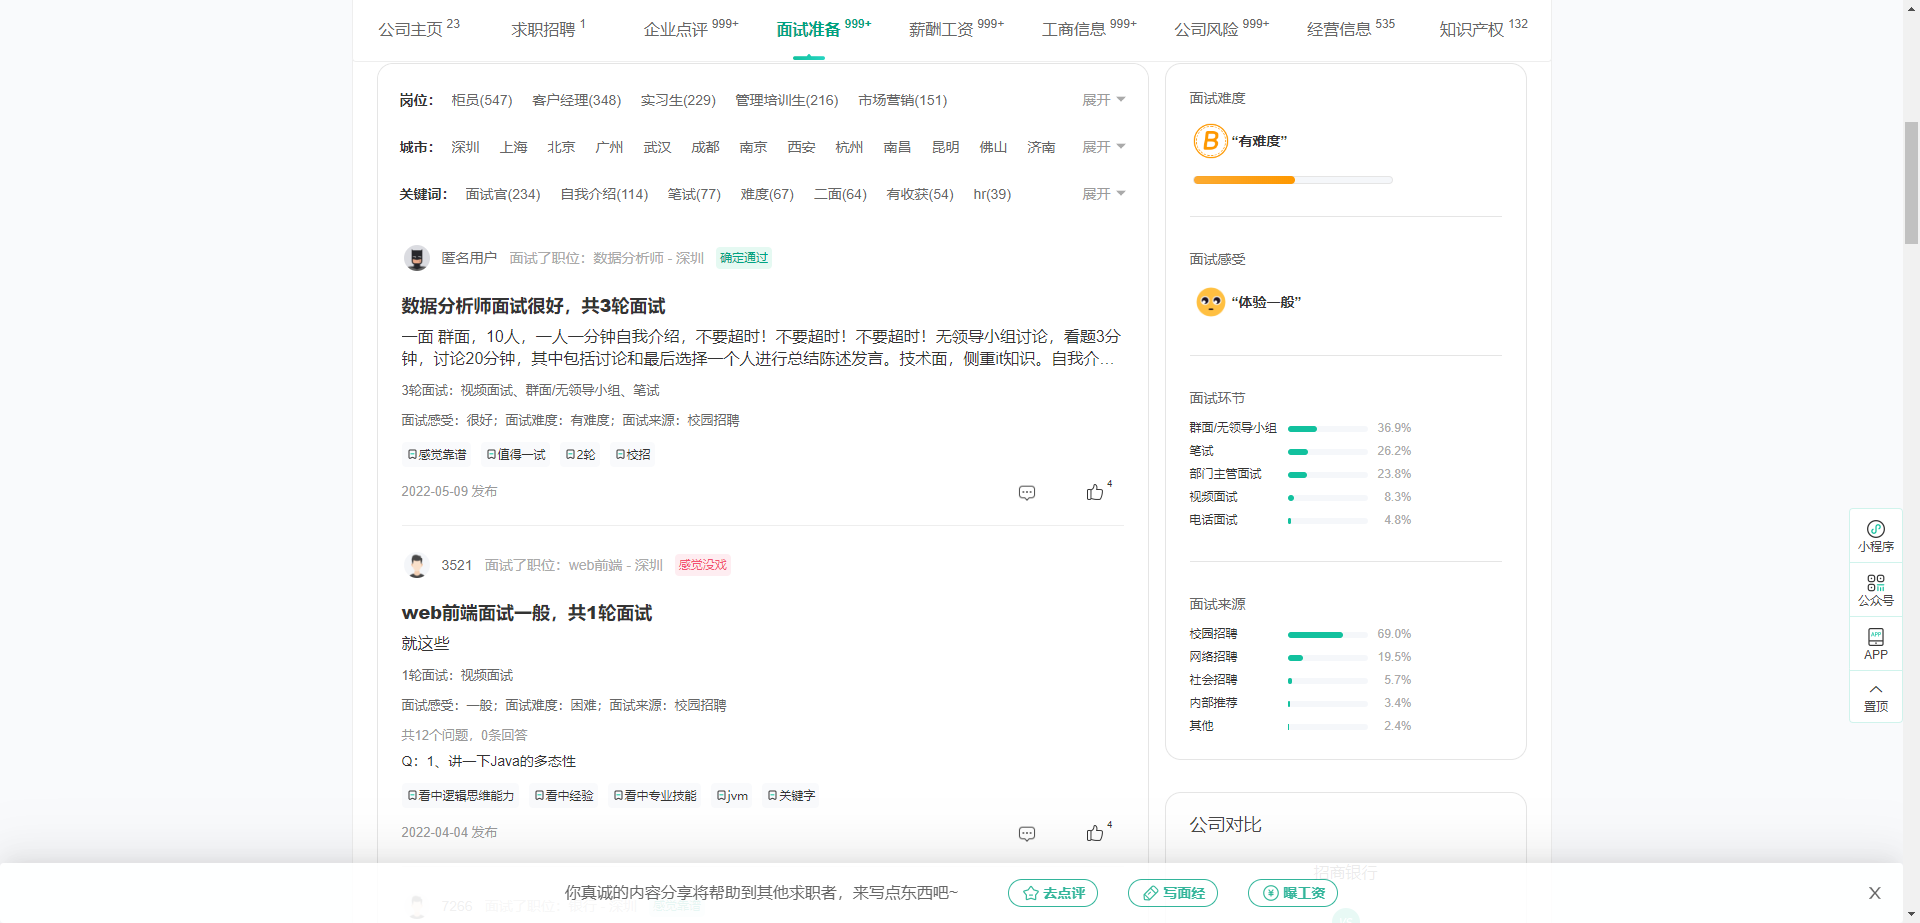 公司主页 23 求职招聘 1 企业点评 999+ 面试准备 999+ 薪酬工资 999+ 工商信息 999+ 公司风险 999+ 经营信息 535 知识产权 132
岗位： 柜员(547) 客户经理(348) 实习生(229) 管理培训生(216) 市场营销(151) 展开
城市： 深圳 上海 北京 广州 武汉 成都 南京 西安 杭州 南昌 昆明 佛山 济南 展开
关键词： 面试官(234) 自我介绍(114) 笔试(77) 难度(67) 二面(64) 有收获(54) hr(39) 展开
匿名用户 面试了职位：数据分析师 - 深圳 确定通过
数据分析师面试很好，共3轮面试
一面 群面，10人，一人一分钟自我介绍，不要超时！不要超时！不要超时！无领导小组讨论，看题3分
钟，讨论20分钟，其中包括讨论和最后选择一个人进行总结陈述发言。技术面，侧重it知识。自我介…
3轮面试：视频面试、群面/无领导小组、笔试
面试感受：很好；面试难度：有难度；面试来源：校园招聘
感觉靠谱 值得一试 2轮 校招
2022-05-09 发布 4
3521 面试了职位：web前端 - 深圳 感觉没戏
web前端面试一般，共1轮面试
就这些
1轮面试：视频面试
面试感受：一般；面试难度：困难；面试来源：校园招聘
共12个问题，0条回答
Q：1、讲一下Java的多态性
看中逻辑思维能力 看中经验 看中专业技能 jvm 关键字
2022-04-04 发布 4
7266 面试了职位：
面试难度
B “有难度”
面试感受
“体验一般”
面试环节
群面/无领导小组 36.9%
笔试 26.2%
部门主管面试 23.8%
视频面试 8.3%
电话面试 4.8%
面试来源
校园招聘 69.0%
网络招聘 19.5%
社会招聘 5.7%
内部推荐 3.4%
其他 2.4%
公司对比
招商银行
小程序
公众号
APP
APP
置顶
你真诚的内容分享将帮助到其他求职者，来写点东西吧~ 去点评 写面经 曝工资 X